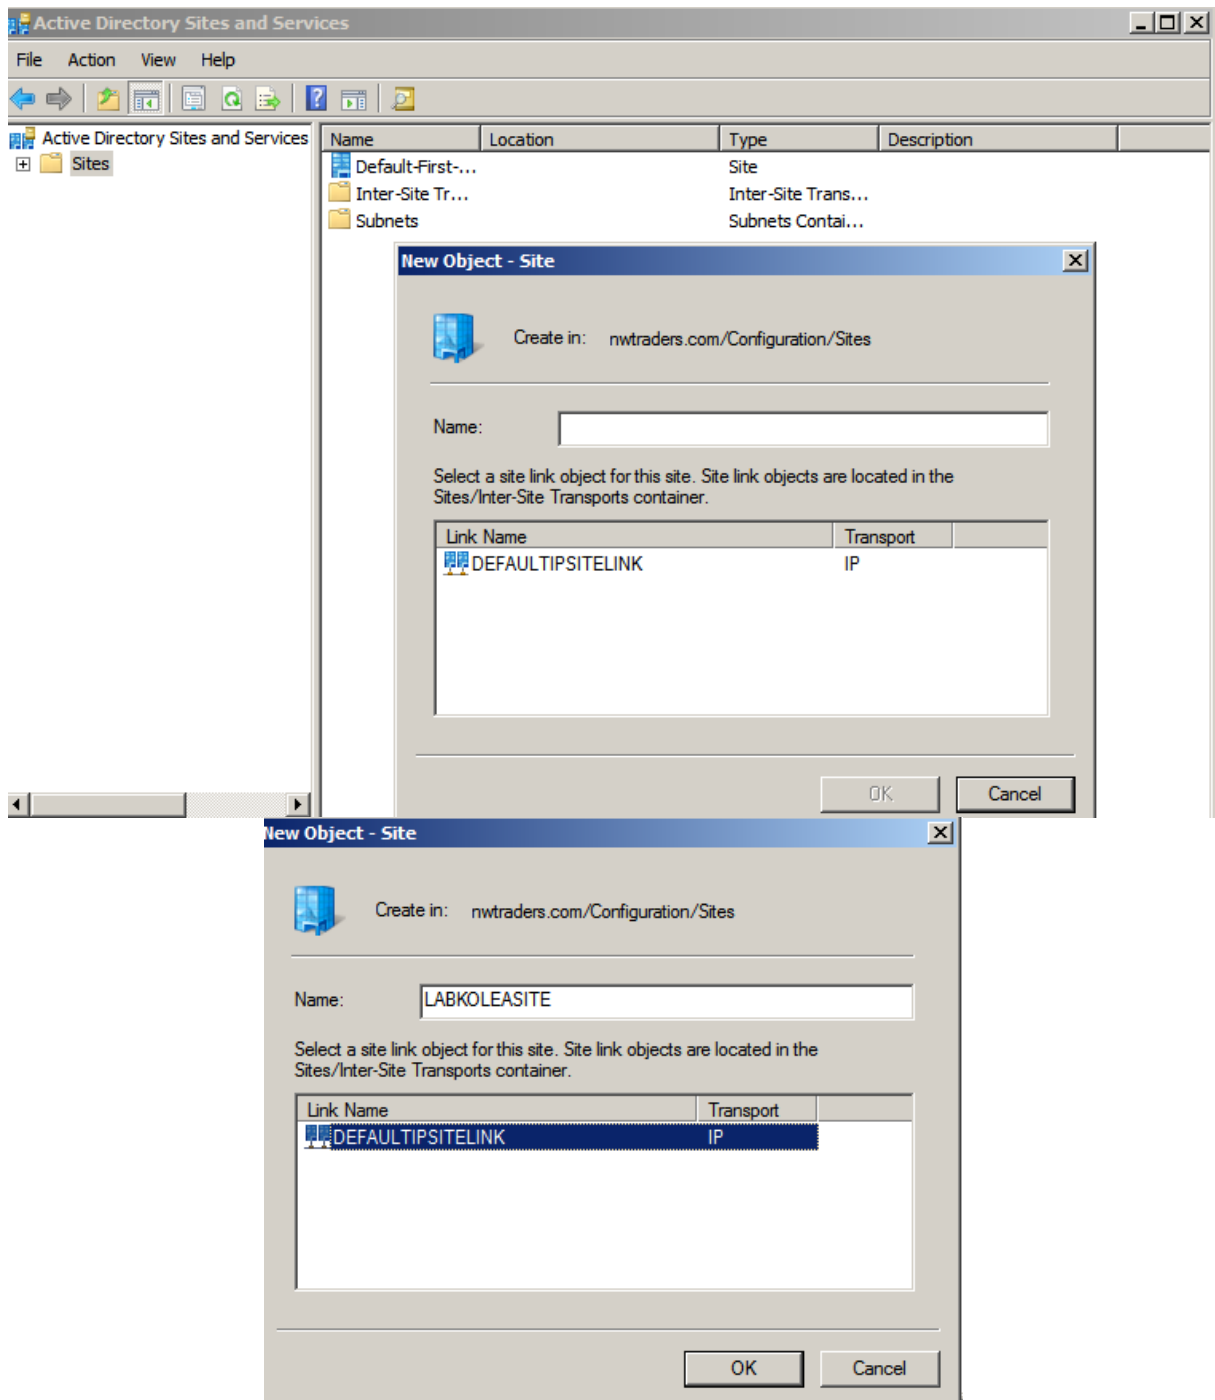 Active Directory Sites and Services
File Action View Help
Active Directory Sites and Services
Sites
Name Location Type Description
Default-First-... Site
Inter-Site Tr... Inter-Site Trans...
Subnets Subnets Contai...
New Object - Site
Create in: nwtraders.com/Configuration/Sites
Name:
Select a site link object for this site. Site link objects are located in the
Sites/Inter-Site Transports container.
Link Name Transport
DEFAULTIPSITELINK IP
OK Cancel
New Object - Site
Create in: nwtraders.com/Configuration/Sites
Name: LABKOLEASITE
Select a site link object for this site. Site link objects are located in the
Sites/Inter-Site Transports container.
Link Name Transport
DEFAULTIPSITELINK IP
OK Cancel